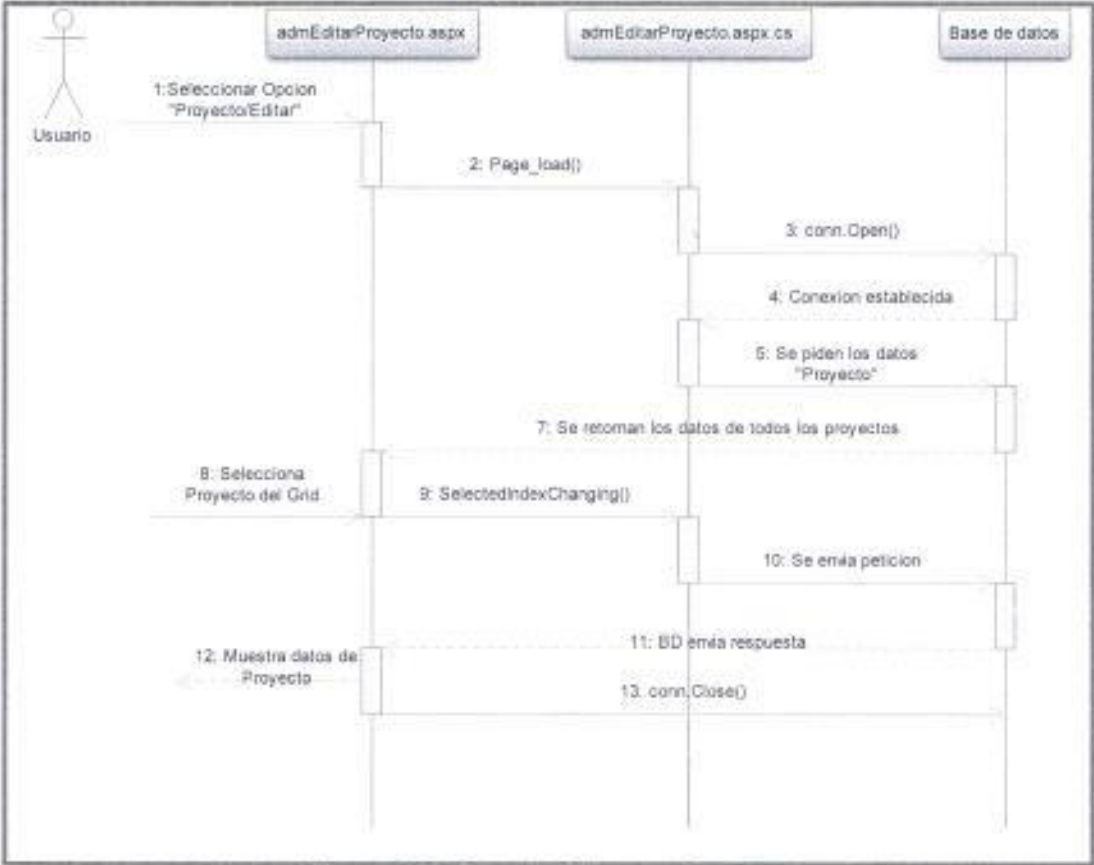 admEditarProyecto.aspx
admEditarProyecto.aspx.cs
Base de datos
Usuario
1:Seleccionar Opcion
"Proyecto/Editar"
2: Page_load()
3: conn.Open()
4: Conexion establecida
5: Se piden los datos
"Proyecto"
7: Se retornan los datos de todos los proyectos
8: Selecciona
Proyecto del Grid
9: SelectedIndexChanging()
10: Se envia peticion
11: BD envia respuesta
12: Muestra datos de
Proyecto
13: conn.Close()